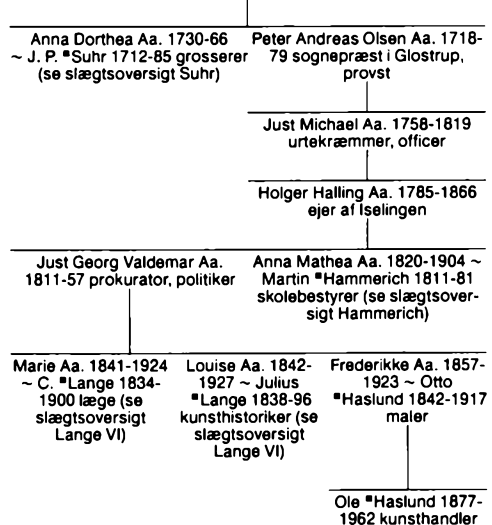 Anna Dorthea Aa. 1730-66
~ J. P. ▪Suhr 1712-85 grosserer
(se slægtsoversigt Suhr)
Peter Andreas Olsen Aa. 1718-
79 sognepræst i Glostrup,
provst
Just Michael Aa. 1758-1819
urtekræmmer, officer
Holger Halling Aa. 1785-1866
ejer af Iselingen
Just Georg Valdemar Aa.
1811-57 prokurator, politiker
Anna Mathea Aa. 1820-1904 ~
Martin ▪Hammerich 1811-81
skolebestyrer (se slægtsover-
sigt Hammerich)
Marie Aa. 1841-1924
~ C. ▪Lange 1834-
1900 læge (se
slægtsoversigt
Lange VI)
Louise Aa. 1842-
1927 ~ Julius
▪Lange 1838-96
kunsthistoriker (se
slægtsoversigt
Lange VI)
Frederikke Aa. 1857-
1923 ~ Otto
▪Haslund 1842-1917
maler
Ole ▪Haslund 1877-
1962 kunsthandler